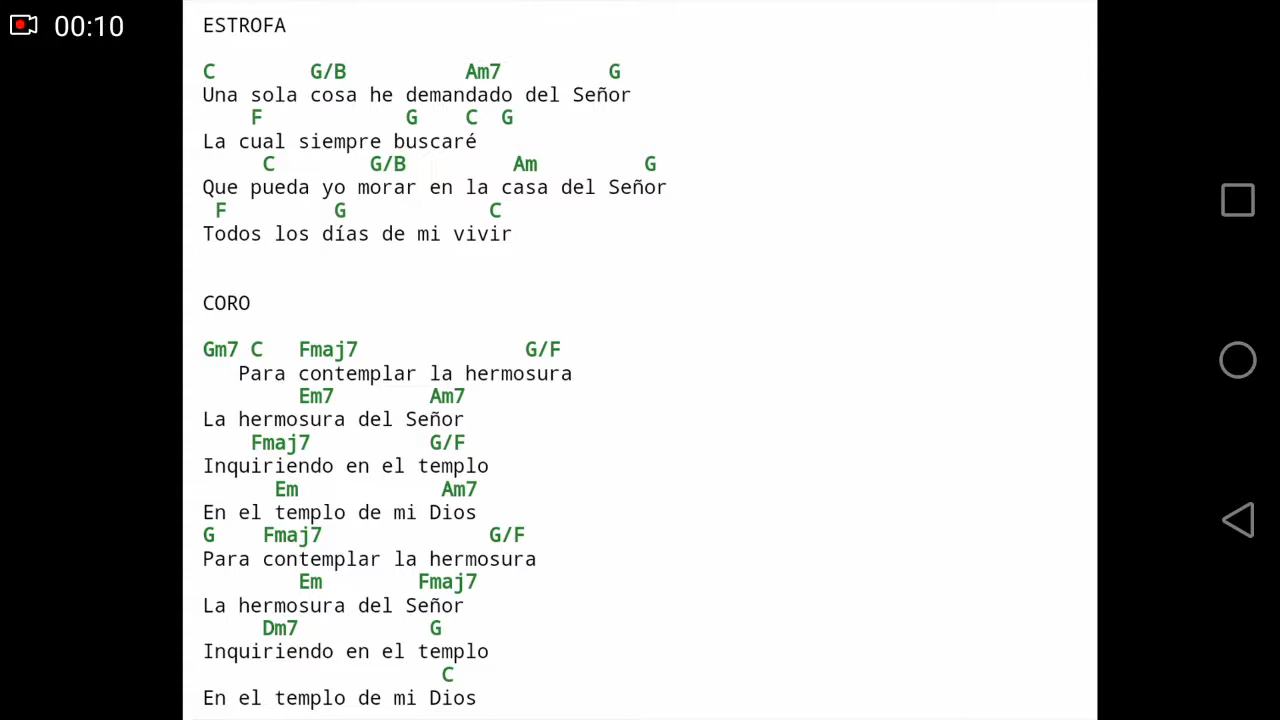 00:10
ESTROFA
C        G/B          Am7         G
Una sola cosa he demandado del Señor
    F            G    C  G
La cual siempre buscaré
     C        G/B         Am         G
Que pueda yo morar en la casa del Señor
 F         G            C
Todos los días de mi vivir
CORO
Gm7 C   Fmaj7              G/F
   Para contemplar la hermosura
        Em7        Am7
La hermosura del Señor
    Fmaj7          G/F
Inquiriendo en el templo
      Em            Am7
En el templo de mi Dios
G    Fmaj7              G/F
Para contemplar la hermosura
        Em        Fmaj7
La hermosura del Señor
     Dm7           G
Inquiriendo en el templo
                    C
En el templo de mi Dios